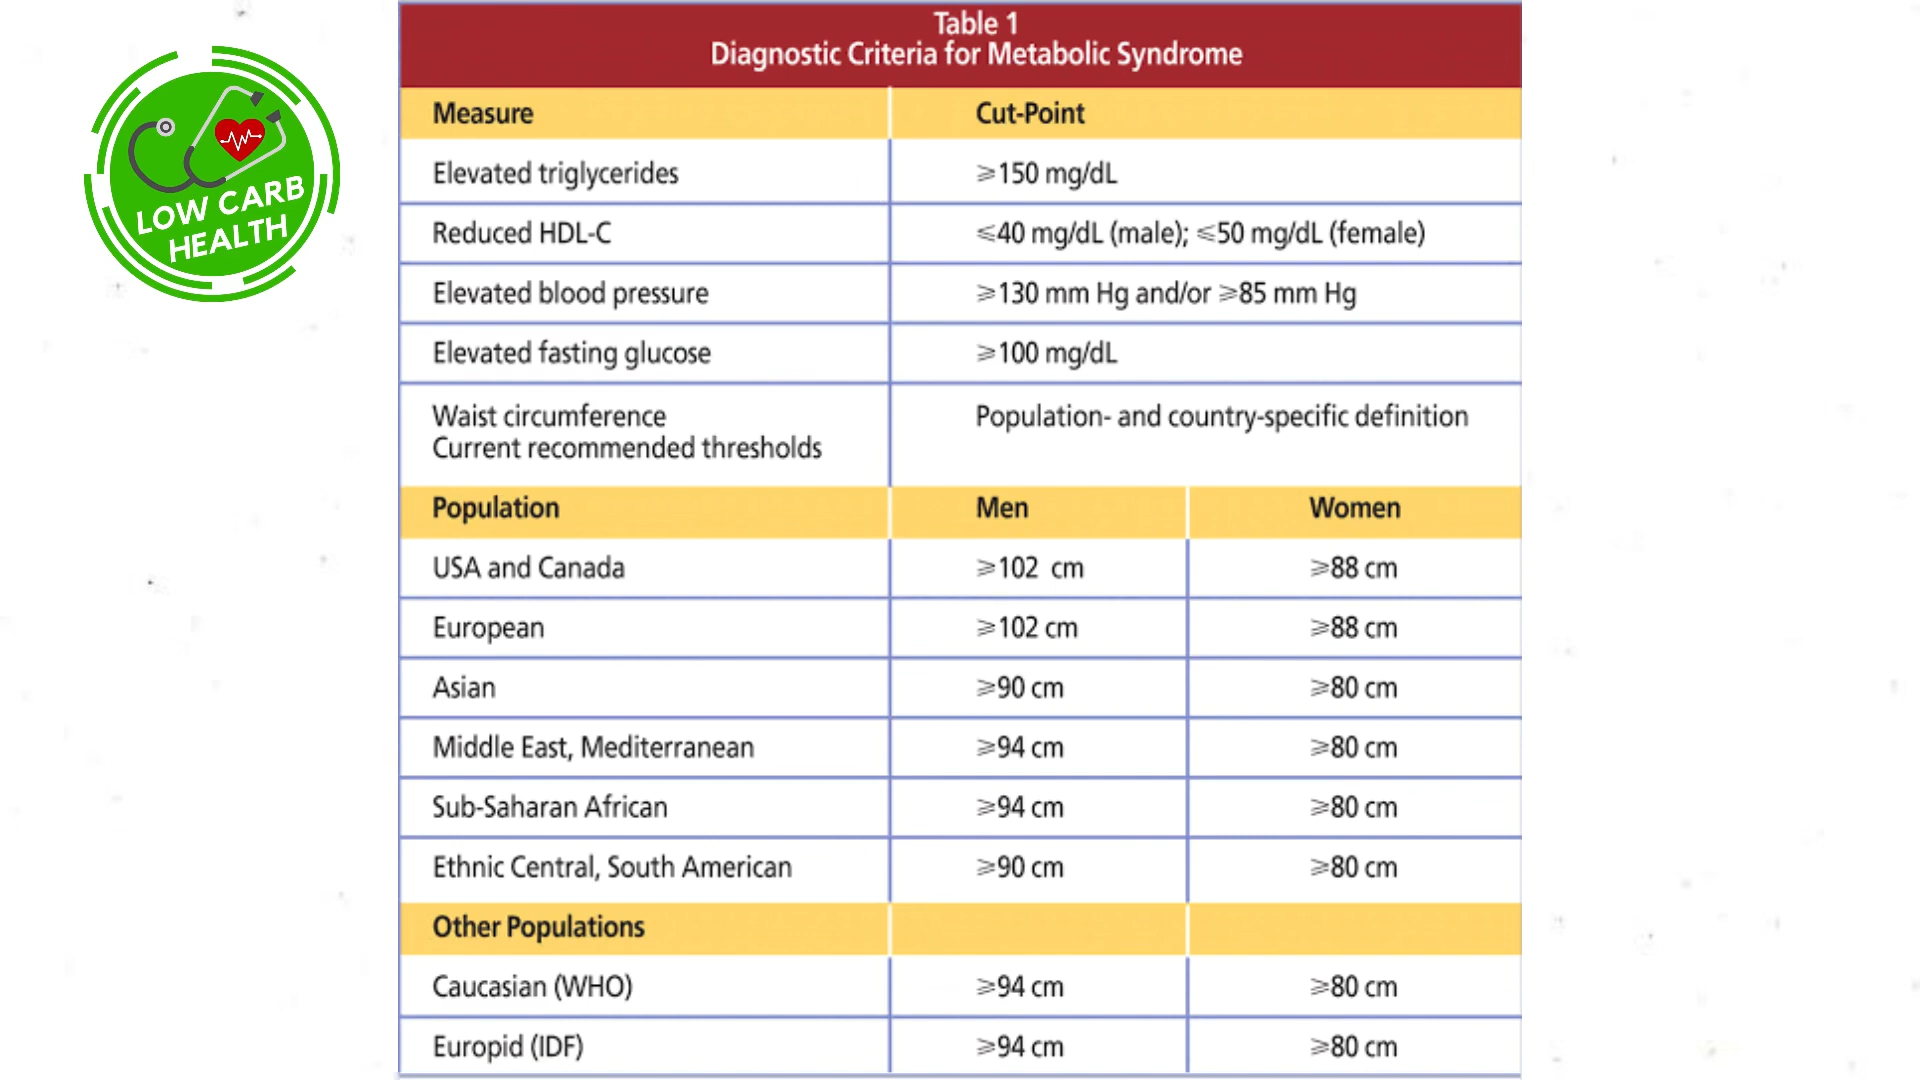 LOW CARB
HEALTH
Table 1
Diagnostic Criteria for Metabolic Syndrome
Measure Cut-Point
Elevated triglycerides ⩾150 mg/dL
Reduced HDL-C ⩽40 mg/dL (male); ⩽50 mg/dL (female)
Elevated blood pressure ⩾130 mm Hg and/or ⩾85 mm Hg
Elevated fasting glucose ⩾100 mg/dL
Waist circumference Population- and country-specific definition
Current recommended thresholds
Population Men Women
USA and Canada ⩾102 cm ⩾88 cm
European ⩾102 cm ⩾88 cm
Asian ⩾90 cm ⩾80 cm
Middle East, Mediterranean ⩾94 cm ⩾80 cm
Sub-Saharan African ⩾94 cm ⩾80 cm
Ethnic Central, South American ⩾90 cm ⩾80 cm
Other Populations
Caucasian (WHO) ⩾94 cm ⩾80 cm
Europid (IDF) ⩾94 cm ⩾80 cm